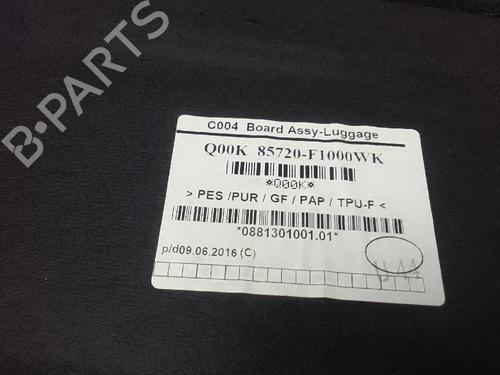 B-PARTS
C004 Board Assy-Luggage
Q00K 85720-F1000WK
*Q00K*
> PES /PUR / GF / PAP / TPU-F <
*0881301001.01*
p/d09.06.2016 (C)